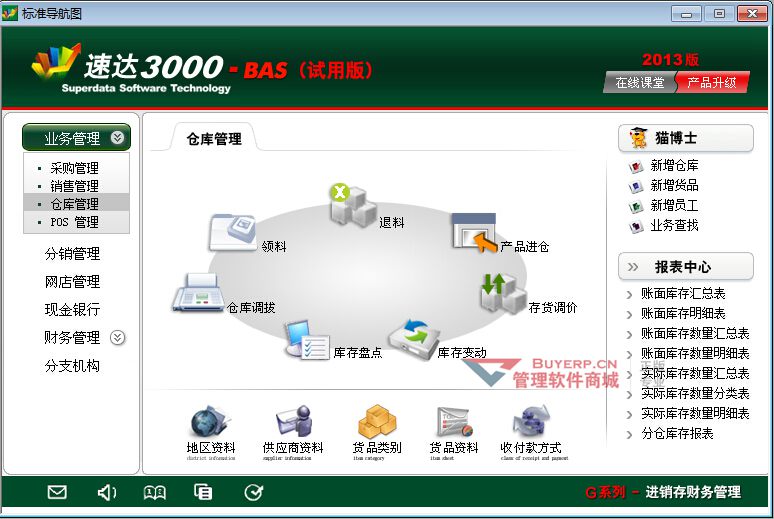 标准导航图
速达3000 - BAS（试用版）
Superdata Software Technology
2013版
在线课堂
产品升级
业务管理
采购管理
销售管理
仓库管理
POS 管理
分销管理
网店管理
现金银行
财务管理
分支机构
仓库管理
退料
领料
产品进仓
仓库调拔
存货调价
库存盘点
库存变动
BUYERP.CN
管理软件商城
地区资料
district information
供应商资料
supplier information
货品类别
item category
货品资料
item sheet
收付款方式
class of receipt and payment
猫博士
新增仓库
新增货品
新增员工
业务查找
报表中心
账面库存汇总表
账面库存明细表
账面库存数量汇总表
账面库存数量明细表
实际库存数量汇总表
实际库存数量分类表
实际库存数量明细表
分仓库存报表
G系列 - 进销存财务管理